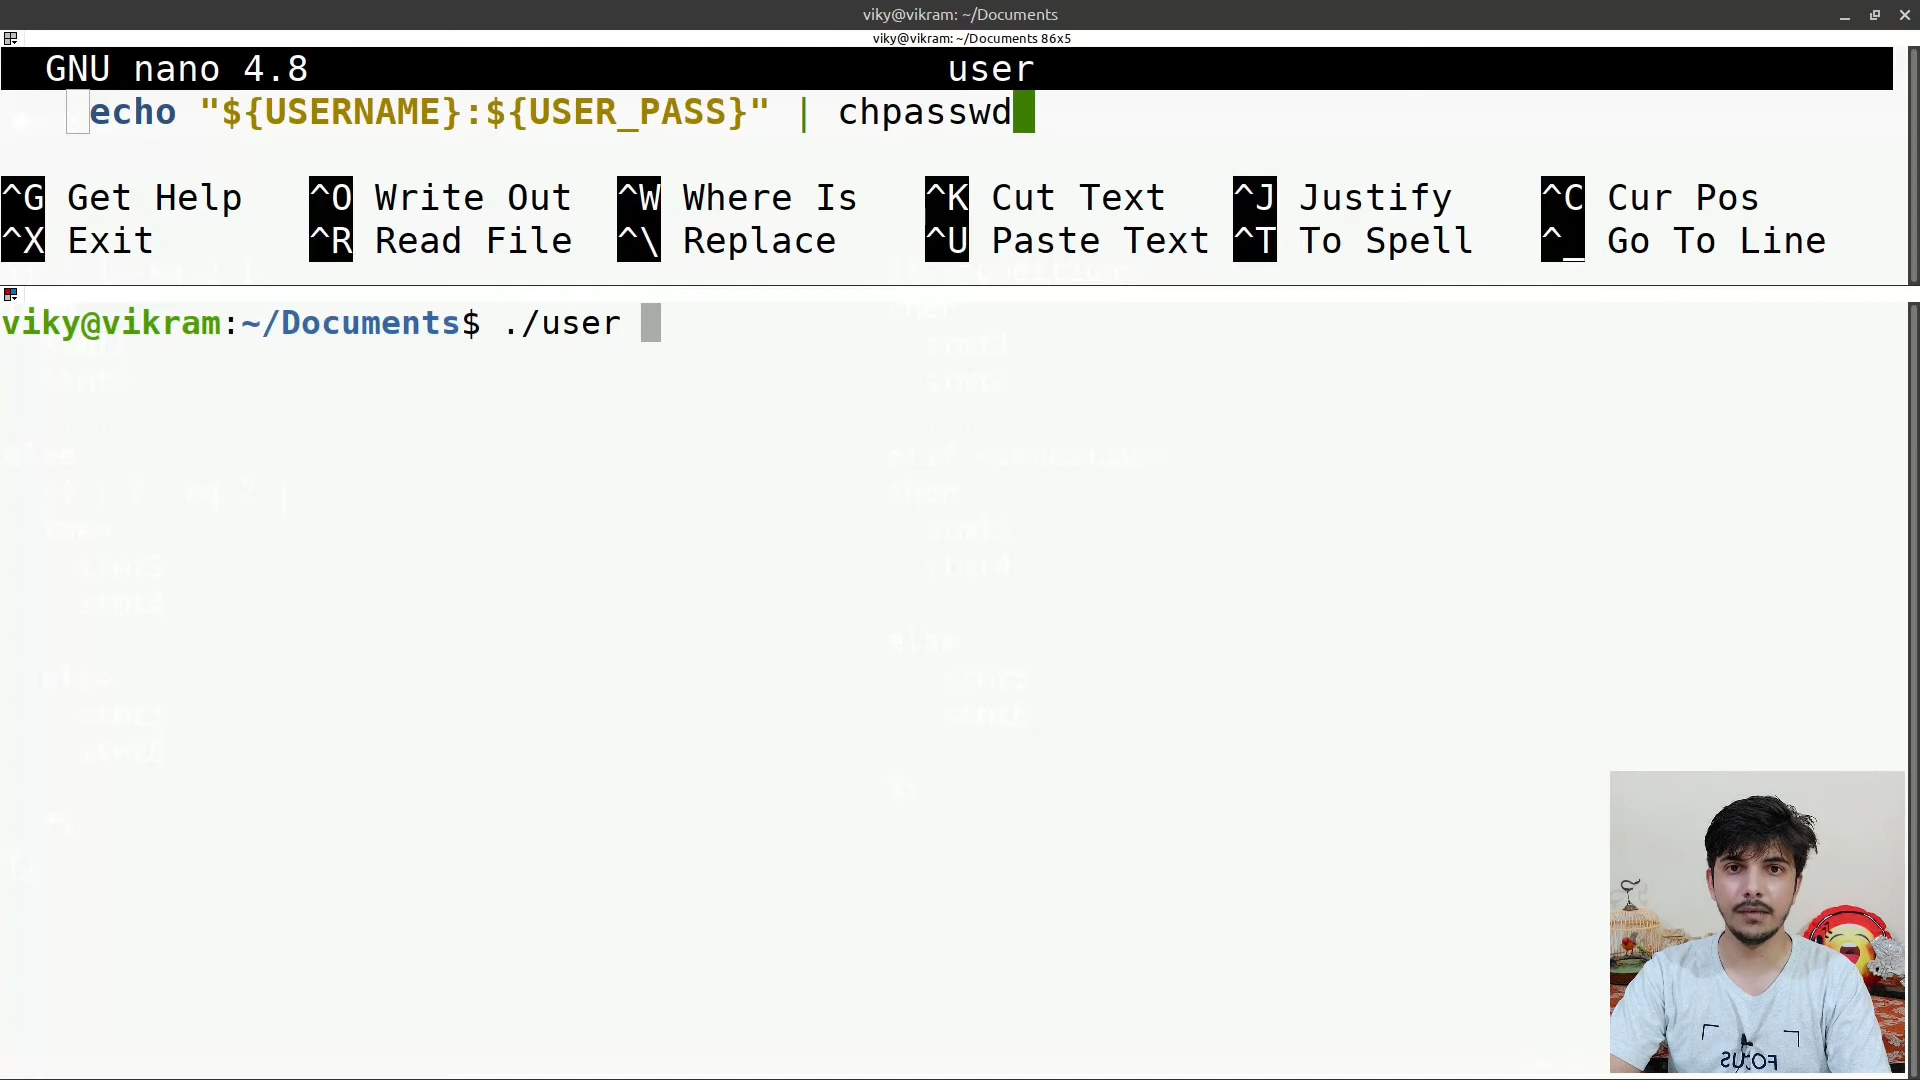 viky@vikram: ~/Documents
viky@vikram: ~/Documents 86x5
GNU nano 4.8 user
echo "${USERNAME}:${USER_PASS}" | chpasswd
^G Get Help ^O Write Out ^W Where Is ^K Cut Text ^J Justify ^C Cur Pos
^X Exit ^R Read File ^\ Replace ^U Paste Text ^T To Spell ^_ Go To Line
viky@vikram:~/Documents$ ./user
FOCUS